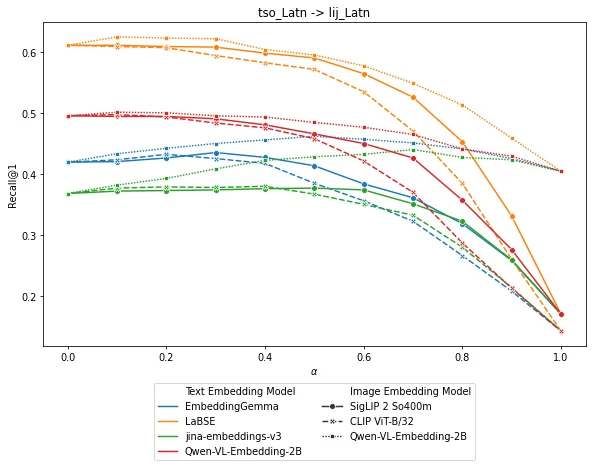 tso_Latn -> lij_Latn
Recall@1
0.6
0.5
0.4
0.3
0.2
0.0 0.2 0.4 0.6 0.8 1.0
α
Text Embedding Model Image Embedding Model
EmbeddingGemma SigLIP 2 So400m
LaBSE CLIP ViT-B/32
jina-embeddings-v3 Qwen-VL-Embedding-2B
Qwen-VL-Embedding-2B